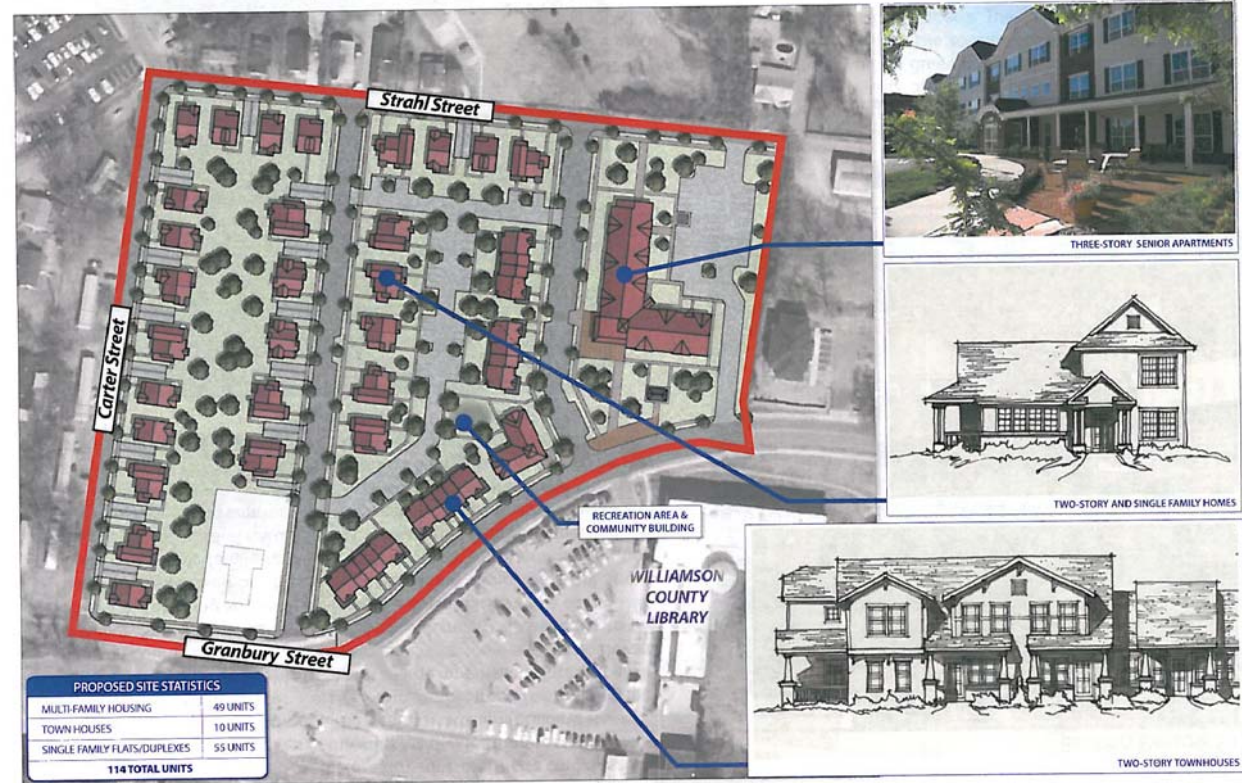 Strahl Street
Carter Street
Granbury Street
RECREATION AREA &
COMMUNITY BUILDING
WILLIAMSON
COUNTY
LIBRARY
THREE-STORY SENIOR APARTMENTS
TWO-STORY AND SINGLE FAMILY HOMES
TWO-STORY TOWNHOUSES
PROPOSED SITE STATISTICS
MULTI-FAMILY HOUSING 49 UNITS
TOWN HOUSES 10 UNITS
SINGLE FAMILY FLATS/DUPLEXES 55 UNITS
114 TOTAL UNITS